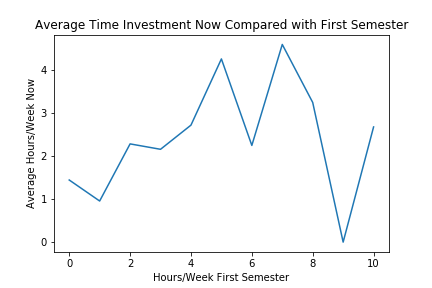 Average Time Investment Now Compared with First Semester
Average Hours/Week Now
4
3
2
1
0
0 2 4 6 8 10
Hours/Week First Semester